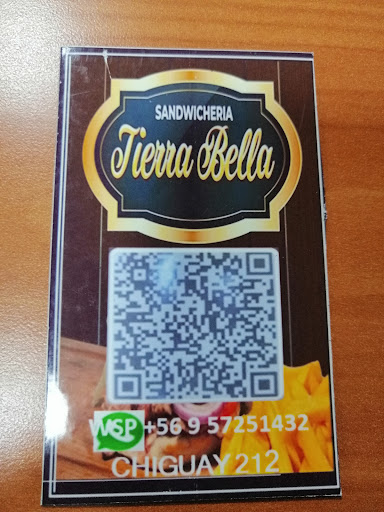 SANDWICHERIA
Tierra Bella
WSP +56 9 57251432
CHIGUAY 212